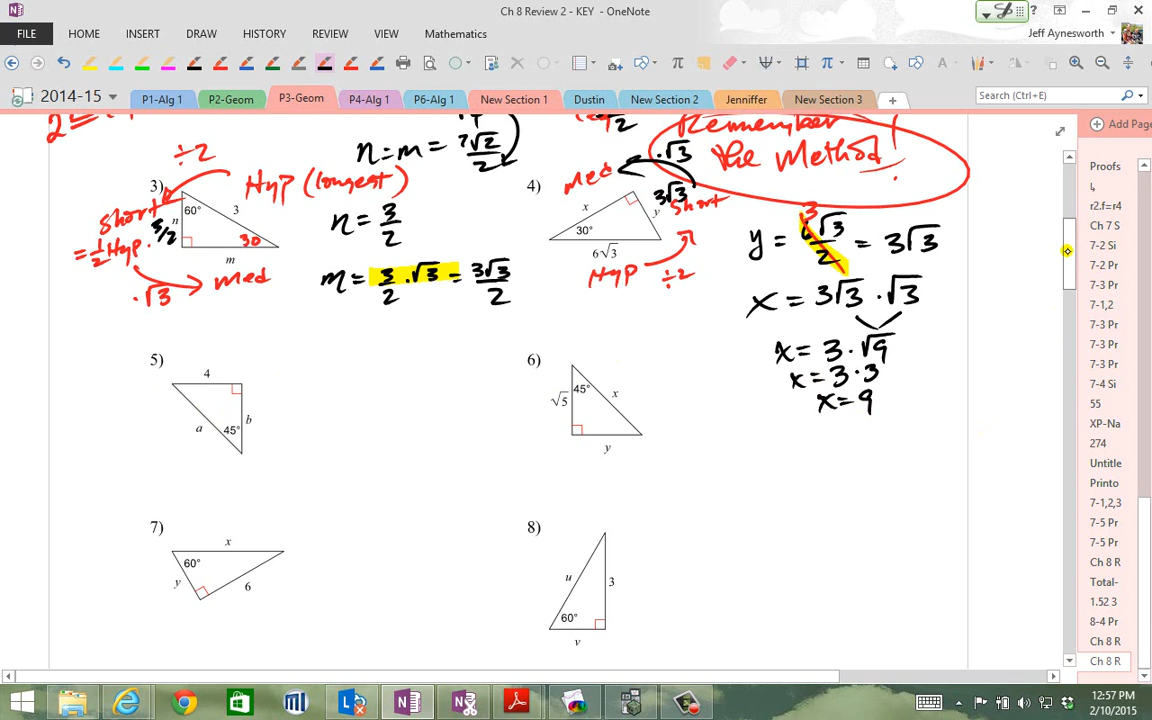 Ch 8 Review 2 - KEY - OneNote
FILE HOME INSERT DRAW HISTORY REVIEW VIEW Mathematics
Jeff Aynesworth
2014-15 P1-Alg 1 P2-Geom P3-Geom P4-Alg 1 P6-Alg 1 New Section 1 Dustin New Section 2 Jenniffer New Section 3
Search (Ctrl+E)
Add Page
Remember
the Method!
n=m= 7√2/2
÷2
Hyp (longest)
3)
short
= ½ Hyp.
n
3/2
60°
3
30
m
·√3
med
n = 3/2
m = 3/2 · √3 = 3√3/2
4)
med
·√3
3√3
x
y
short
30°
6√3
Hyp
÷2
3
y = 6√3/2 = 3√3
x = 3√3 · √3
x = 3 · √9
x = 3 · 3
x = 9
5)
4
a
45°
b
6)
√5
45°
x
y
7)
x
60°
y
6
8)
u
3
60°
v
Proofs
r2.f=r4
Ch 7 S
7-2 Si
7-2 Pr
7-1,2
7-3 Pr
7-3 Pr
7-3 Pr
7-4 Si
55
XP-Na
274
Untitle
Printo
7-1,2,3
7-5 Pr
7-5 Pr
Ch 8 R
Total-
1.52 3
8-4 Pr
Ch 8 R
Ch 8 R
12:57 PM
2/10/2015